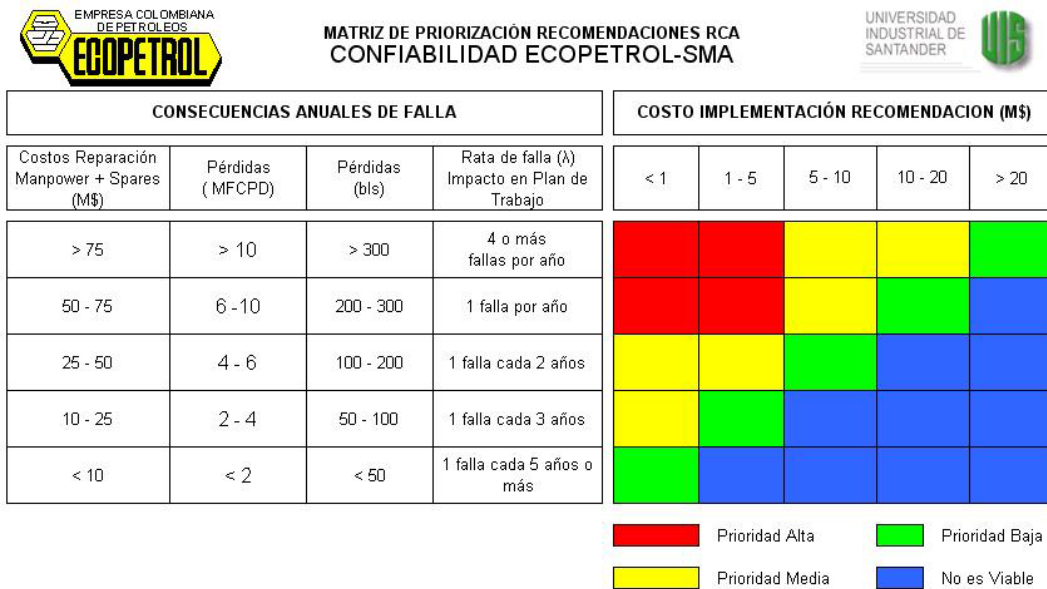 EMPRESA COLOMBIANA
DE PETROLEOS
ECOPETROL
MATRIZ DE PRIORIZACIÓN RECOMENDACIONES RCA
CONFIABILIDAD ECOPETROL-SMA
UNIVERSIDAD
INDUSTRIAL DE
SANTANDER
UIS
CONSECUENCIAS ANUALES DE FALLA
COSTO IMPLEMENTACIÓN RECOMENDACION (M$)
Costos Reparación
Manpower + Spares
(M$)
Pérdidas
( MFCPD)
Pérdidas
(bls)
Rata de falla (λ)
Impacto en Plan de
Trabajo
< 1
1 - 5
5 - 10
10 - 20
> 20
> 75
> 10
> 300
4 o más
fallas por año
50 - 75
6 -10
200 - 300
1 falla por año
25 - 50
4 - 6
100 - 200
1 falla cada 2 años
10 - 25
2 - 4
50 - 100
1 falla cada 3 años
< 10
< 2
< 50
1 falla cada 5 años o
más
Prioridad Alta
Prioridad Baja
Prioridad Media
No es Viable